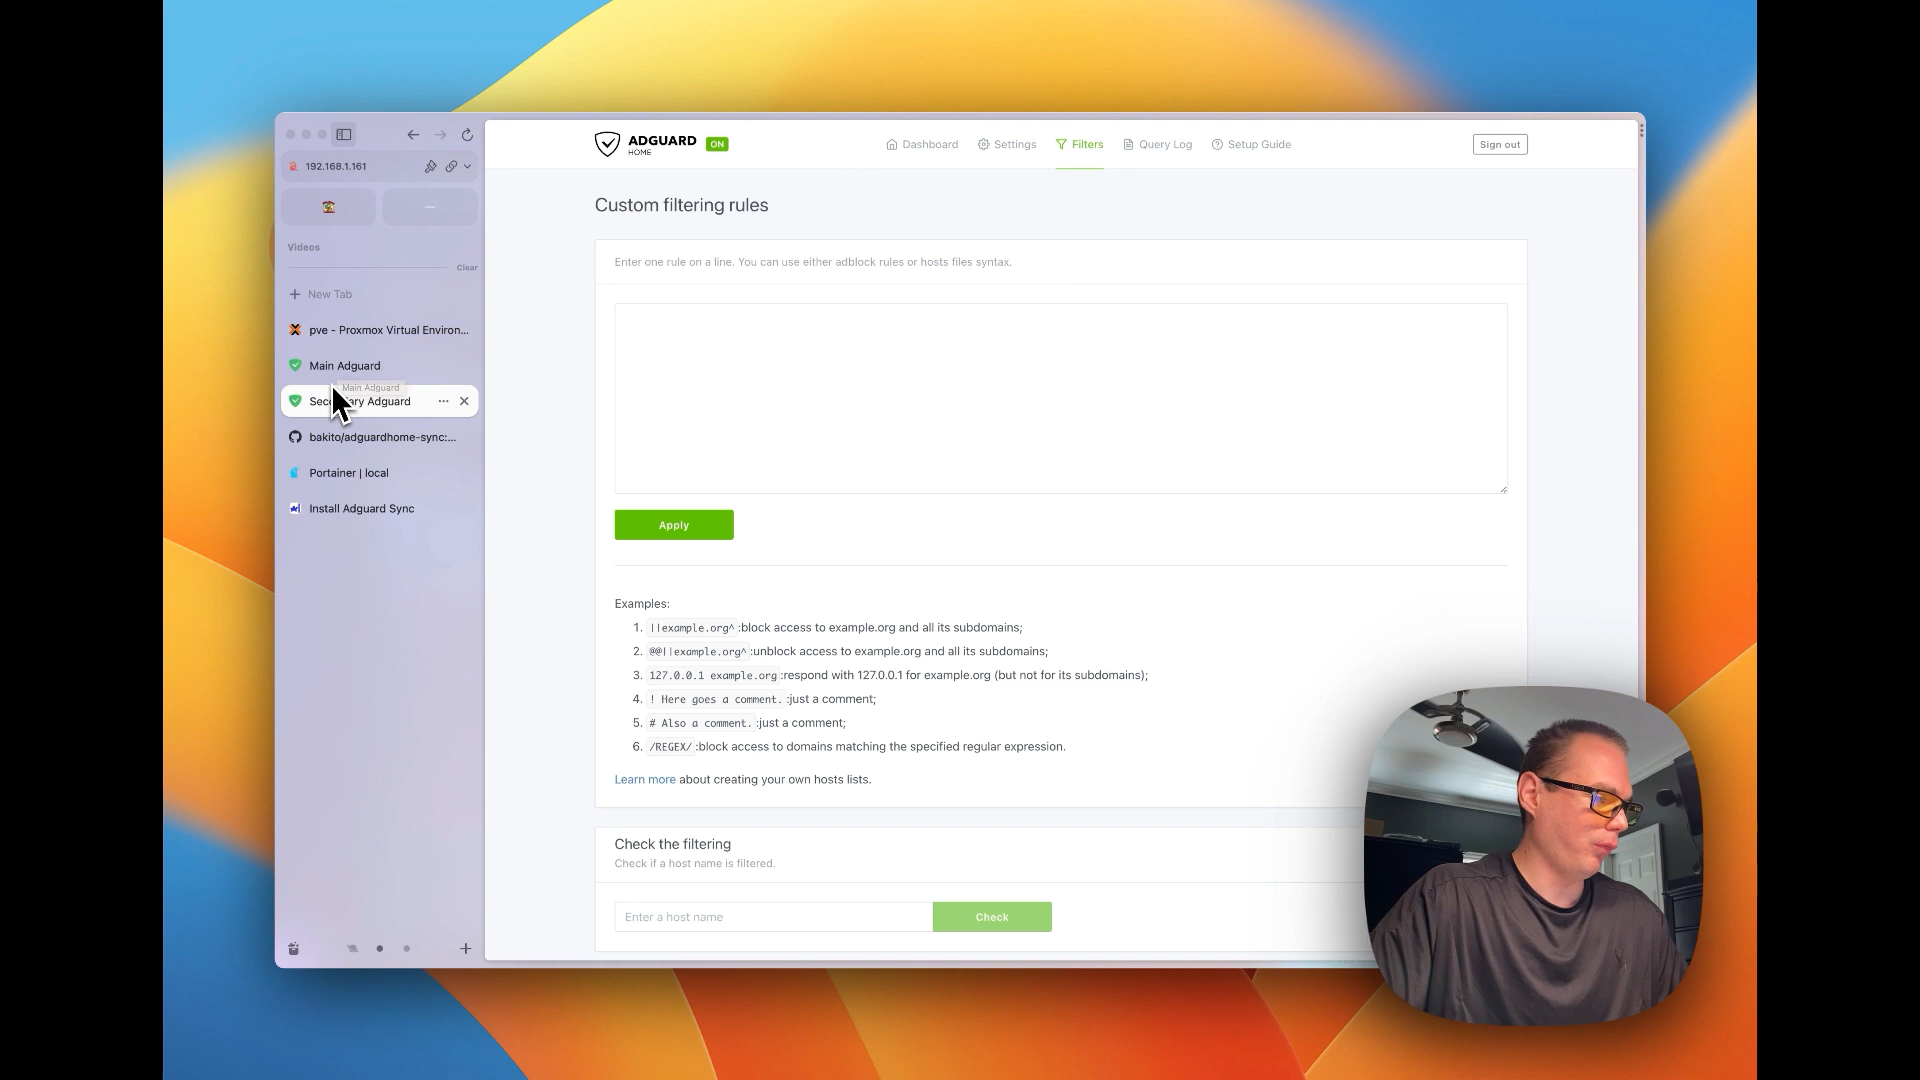 192.168.1.161
Videos
Clear
New Tab
pve - Proxmox Virtual Environ...
Main Adguard
Main Adguard
Secondary Adguard
bakito/adguardhome-sync:...
Portainer | local
Install Adguard Sync
ADGUARD
HOME
ON
Dashboard
Settings
Filters
Query Log
Setup Guide
Sign out
Custom filtering rules
Enter one rule on a line. You can use either adblock rules or hosts files syntax.
Apply
Examples:
1. ||example.org^ :block access to example.org and all its subdomains;
2. @@||example.org^ :unblock access to example.org and all its subdomains;
3. 127.0.0.1 example.org :respond with 127.0.0.1 for example.org (but not for its subdomains);
4. ! Here goes a comment. :just a comment;
5. # Also a comment. :just a comment;
6. /REGEX/ :block access to domains matching the specified regular expression.
Learn more about creating your own hosts lists.
Check the filtering
Check if a host name is filtered.
Enter a host name
Check